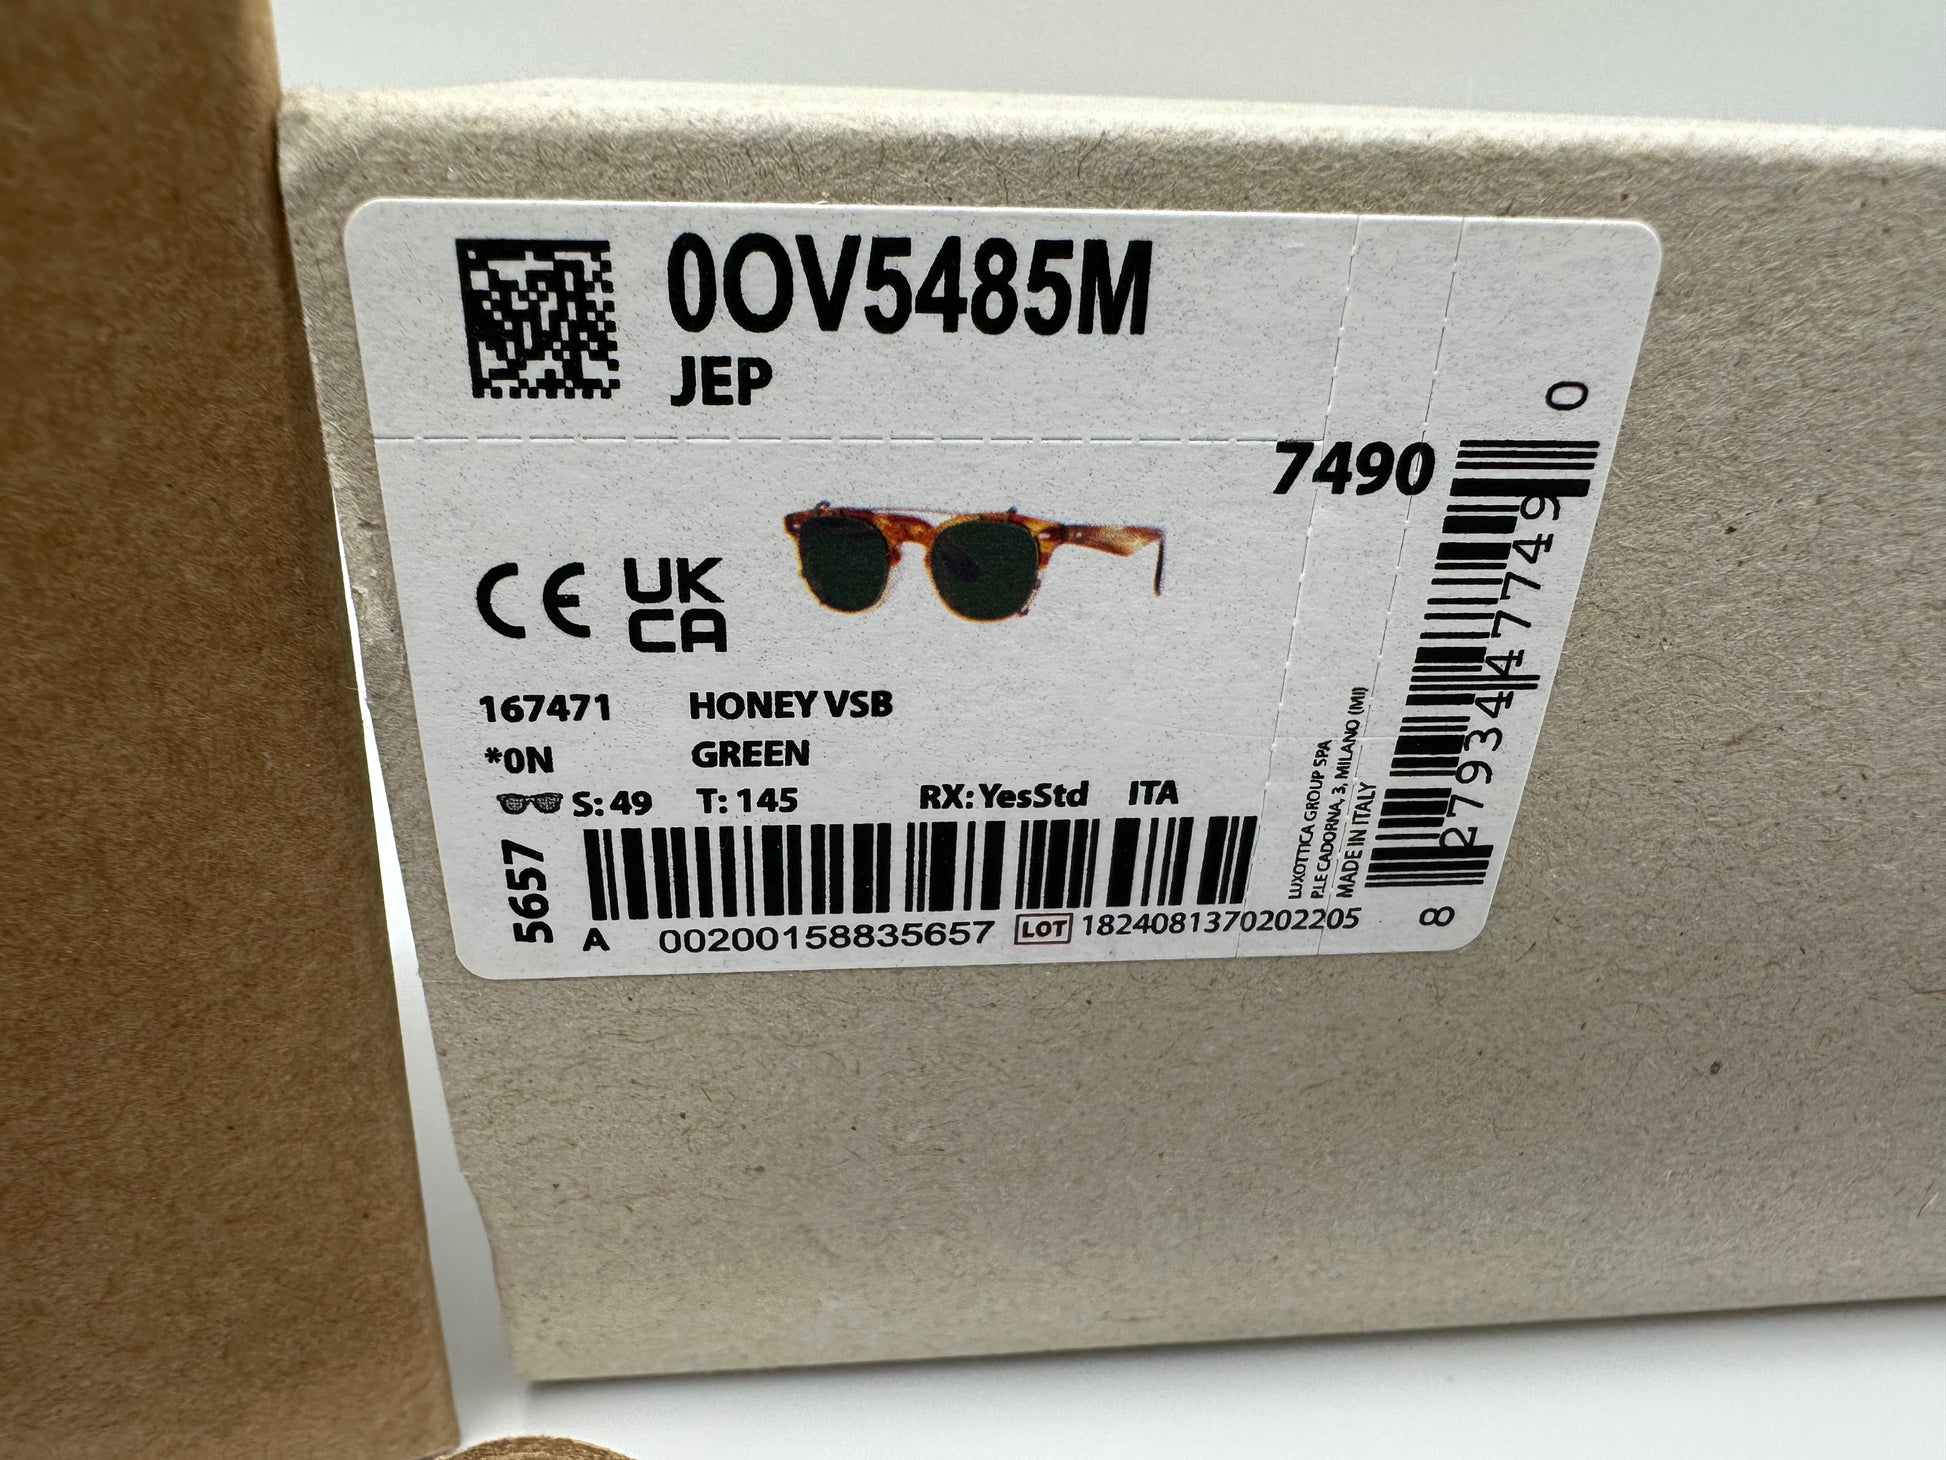 0OV5485M
JEP
7490
CE UK
CA
167471 HONEY VSB
*0N GREEN
S: 49 T: 145 RX: YesStd ITA
5657
A 00200158835657 LOT 1824081370202205
LUXOTTICA GROUP SPA
P.LE CADORNA, 3, MILANO (MI)
MADE IN ITALY
8 27934 47749 0